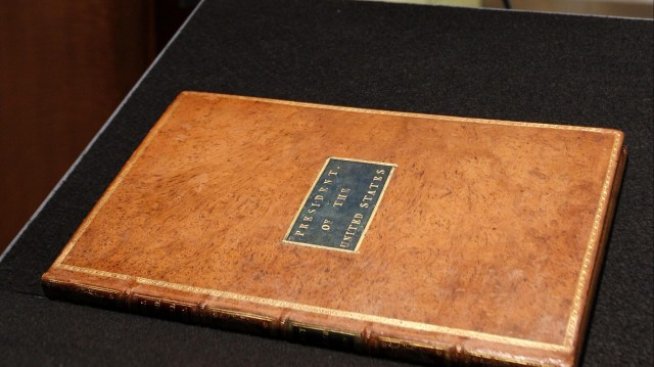 PRESIDENT.
OF THE
UNITED STATES